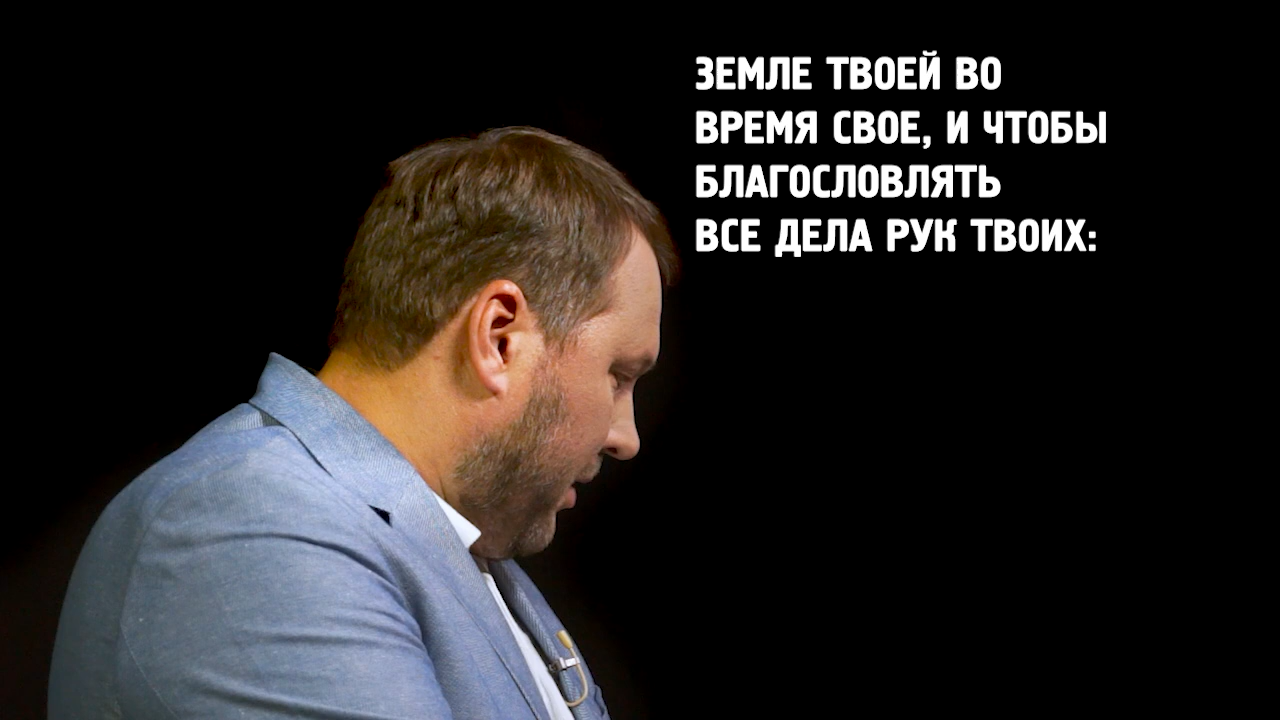 ЗЕМЛЕ ТВОЕЙ ВО
ВРЕМЯ СВОЕ, И ЧТОБЫ
БЛАГОСЛОВЛЯТЬ
ВСЕ ДЕЛА РУК ТВОИХ: